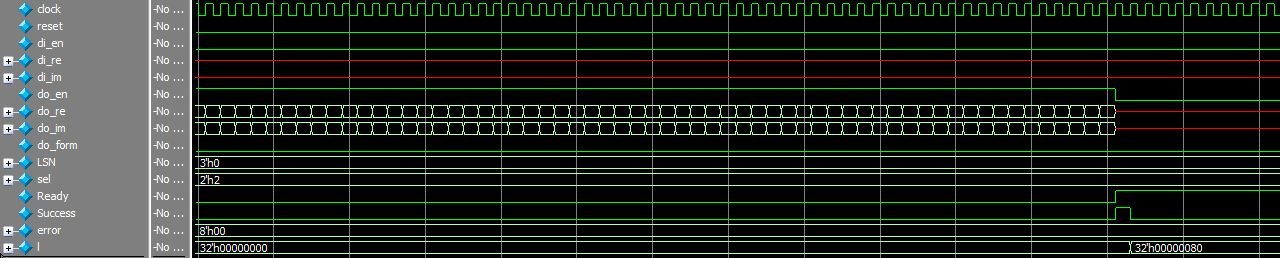 clock -No ...
reset -No ...
di_en -No ...
di_re -No ...
di_im -No ...
do_en -No ...
do_re -No ...
do_im -No ...
do_form -No ...
LSN -No ... 3'h0
sel -No ... 2'h2
Ready -No ...
Success -No ...
error -No ... 8'h00
I -No ... 32'h00000000 32'h00000080